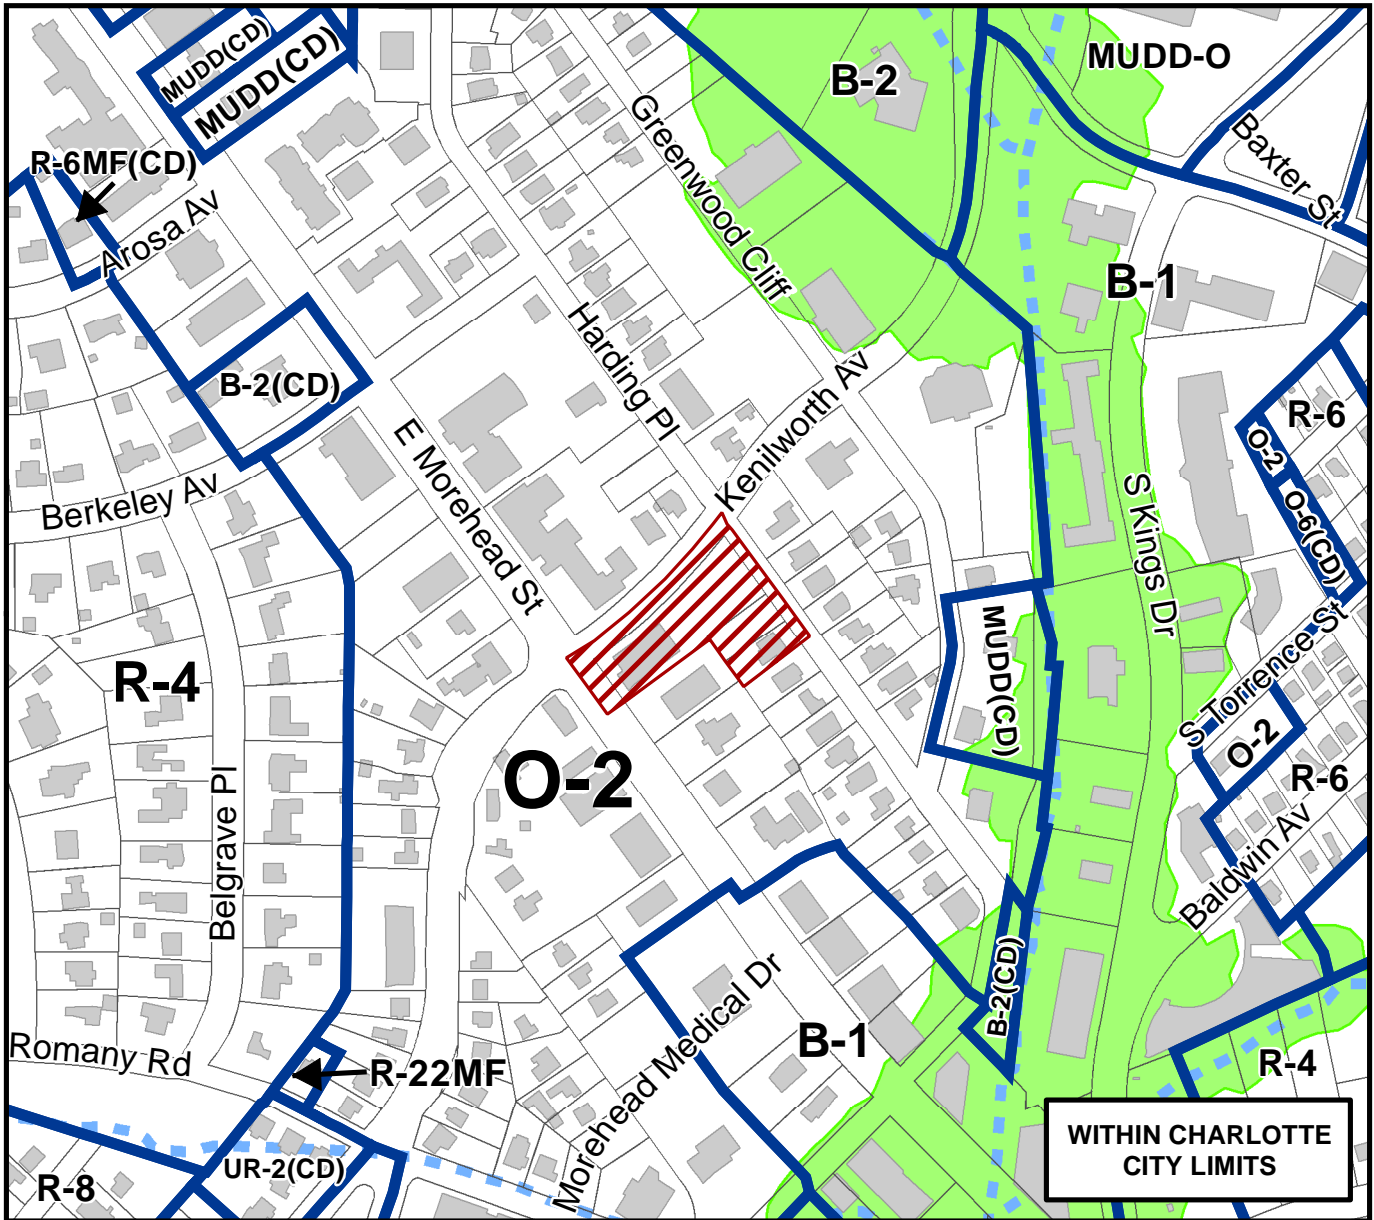 MUDD(CD)
MUDD(CD)
B-2
MUDD-O
Greenwood Cliff
Baxter St
R-6MF(CD)
Arosa Av
B-1
Harding Pl
B-2(CD)
Kenilworth Av
R-6
O-2
E Morehead St
Berkeley Av
S Kings Dr
O-6(CD)
MUDD(CD)
S Torrence St
R-4
O-2
O-2
R-6
Belgrave Pl
Baldwin Av
B-2(CD)
Morehead Medical Dr
B-1
Romany Rd
R-22MF
R-4
WITHIN CHARLOTTE
CITY LIMITS
UR-2(CD)
R-8